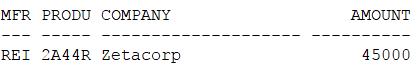 MFR PRODU COMPANY                  AMOUNT
--- ----- -------------------- ----------
REI 2A44R Zetacorp                  45000